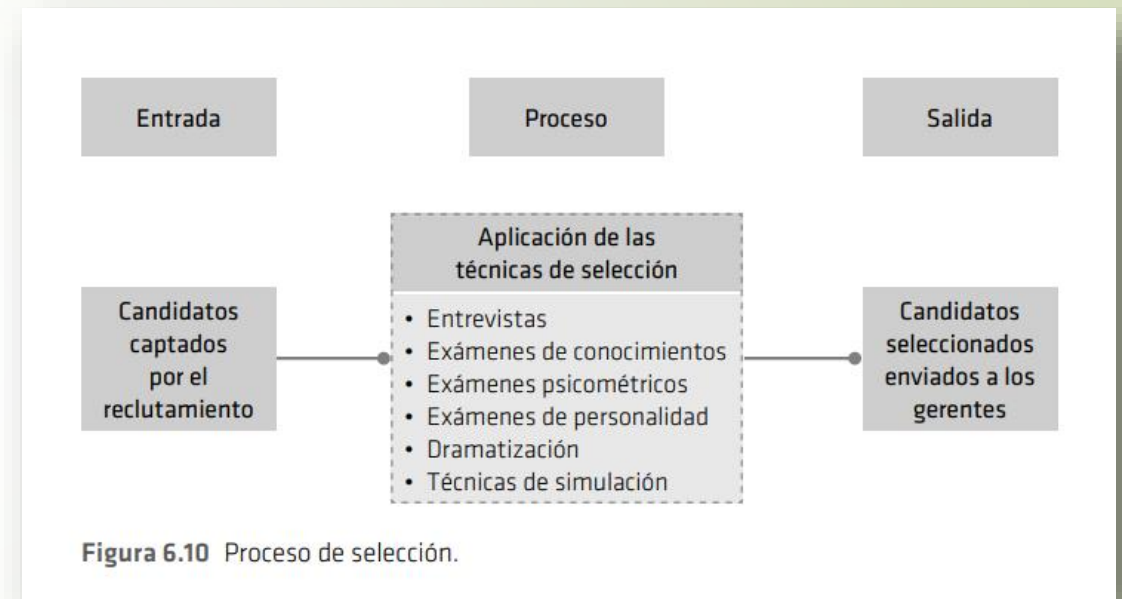 Entrada
Proceso
Salida
Candidatos
captados
por el
reclutamiento
Aplicación de las
técnicas de selección
• Entrevistas
• Exámenes de conocimientos
• Exámenes psicométricos
• Exámenes de personalidad
• Dramatización
• Técnicas de simulación
Candidatos
seleccionados
enviados a los
gerentes
Figura 6.10 Proceso de selección.